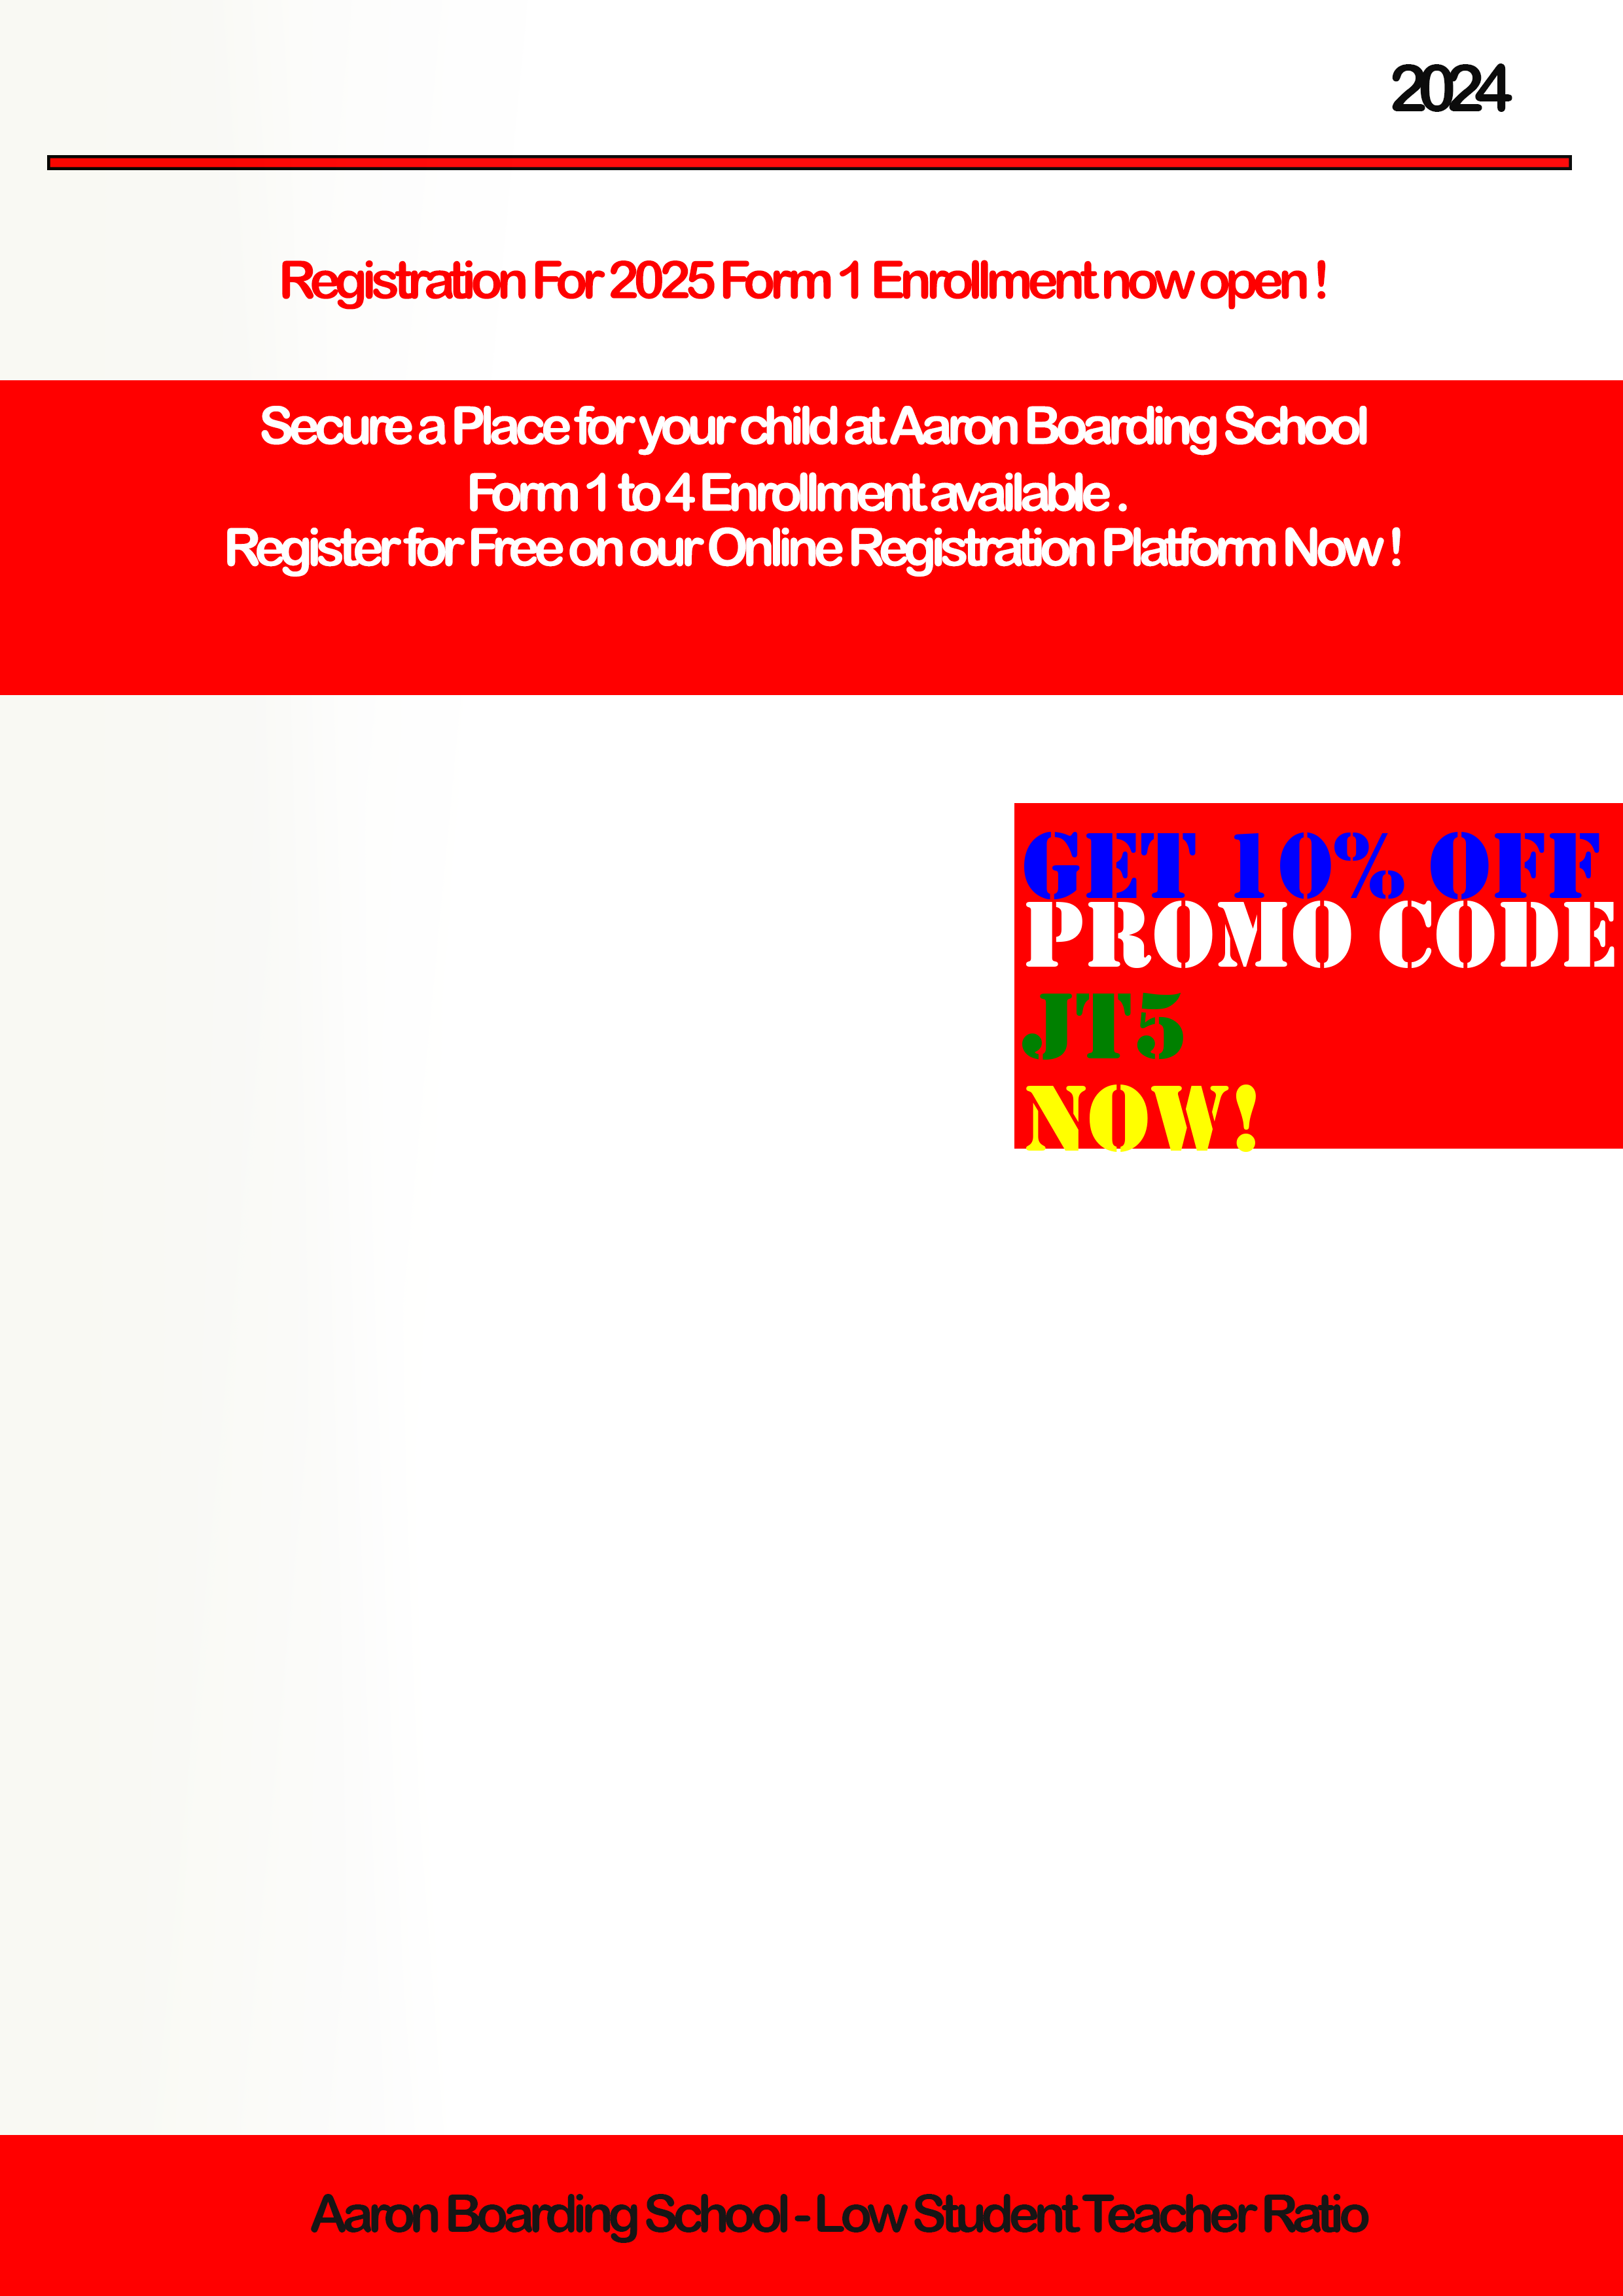 2024
Registration For 2025 Form 1 Enrollment now open !
Secure a Place for your child at Aaron Boarding School
Form 1 to 4 Enrollment available .
Register for Free on our Online Registration Platform Now !
GET 10% OFF
PROMO CODE
JT5
NOW!
Aaron Boarding School - Low Student Teacher Ratio